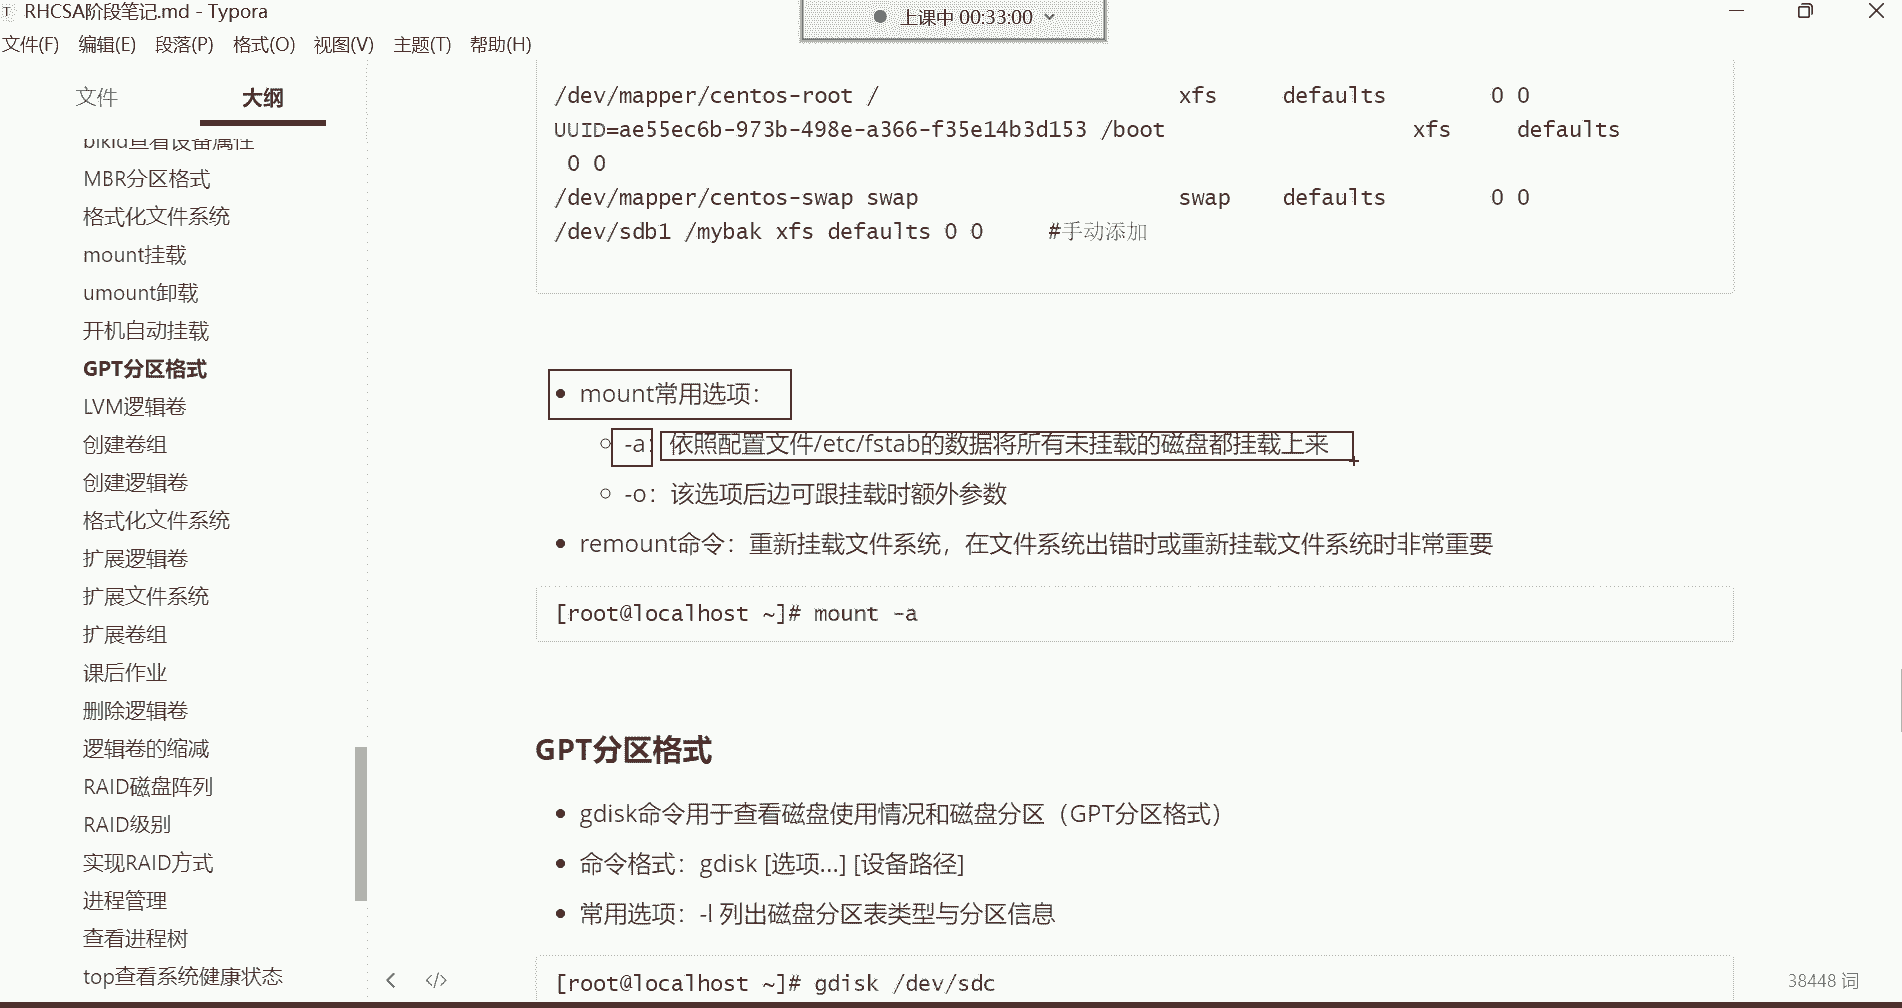 RHCSA阶段笔记.md - Typora
上课中 00:33:00
文件(F) 编辑(E) 段落(P) 格式(O) 视图(V) 主题(T) 帮助(H)
文件 大纲
blkid查看设备属性
MBR分区格式
格式化文件系统
mount挂载
umount卸载
开机自动挂载
GPT分区格式
LVM逻辑卷
创建卷组
创建逻辑卷
格式化文件系统
扩展逻辑卷
扩展文件系统
扩展卷组
课后作业
删除逻辑卷
逻辑卷的缩减
RAID磁盘阵列
RAID级别
实现RAID方式
进程管理
查看进程树
top查看系统健康状态
/dev/mapper/centos-root / xfs defaults 0 0
UUID=ae55ec6b-973b-498e-a366-f35e14b3d153 /boot xfs defaults
0 0
/dev/mapper/centos-swap swap swap defaults 0 0
/dev/sdb1 /mybak xfs defaults 0 0 #手动添加
mount常用选项：
-a：依照配置文件/etc/fstab的数据将所有未挂载的磁盘都挂载上来
-o：该选项后边可跟挂载时额外参数
remount命令：重新挂载文件系统，在文件系统出错时或重新挂载文件系统时非常重要
[root@localhost ~]# mount -a
GPT分区格式
gdisk命令用于查看磁盘使用情况和磁盘分区（GPT分区格式）
命令格式：gdisk [选项...] [设备路径]
常用选项：-l 列出磁盘分区表类型与分区信息
[root@localhost ~]# gdisk /dev/sdc
38448 词